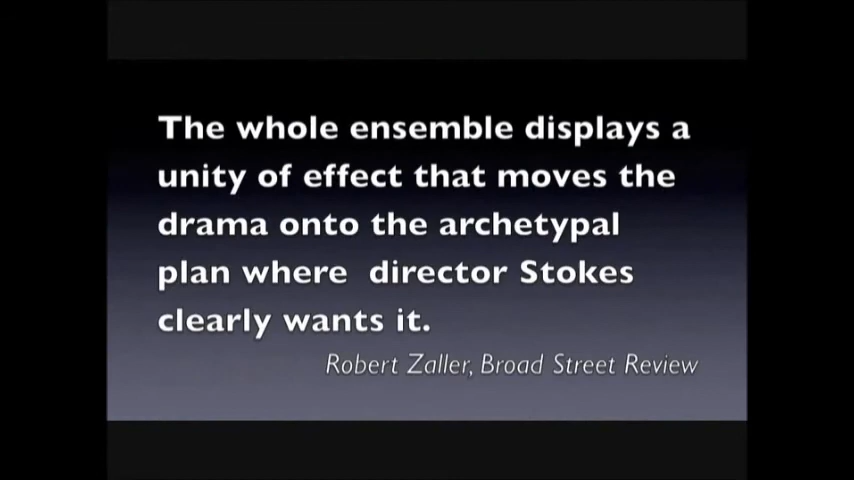 The whole ensemble displays a
unity of effect that moves the
drama onto the archetypal
plan where  director Stokes
clearly wants it.
Robert Zaller, Broad Street Review